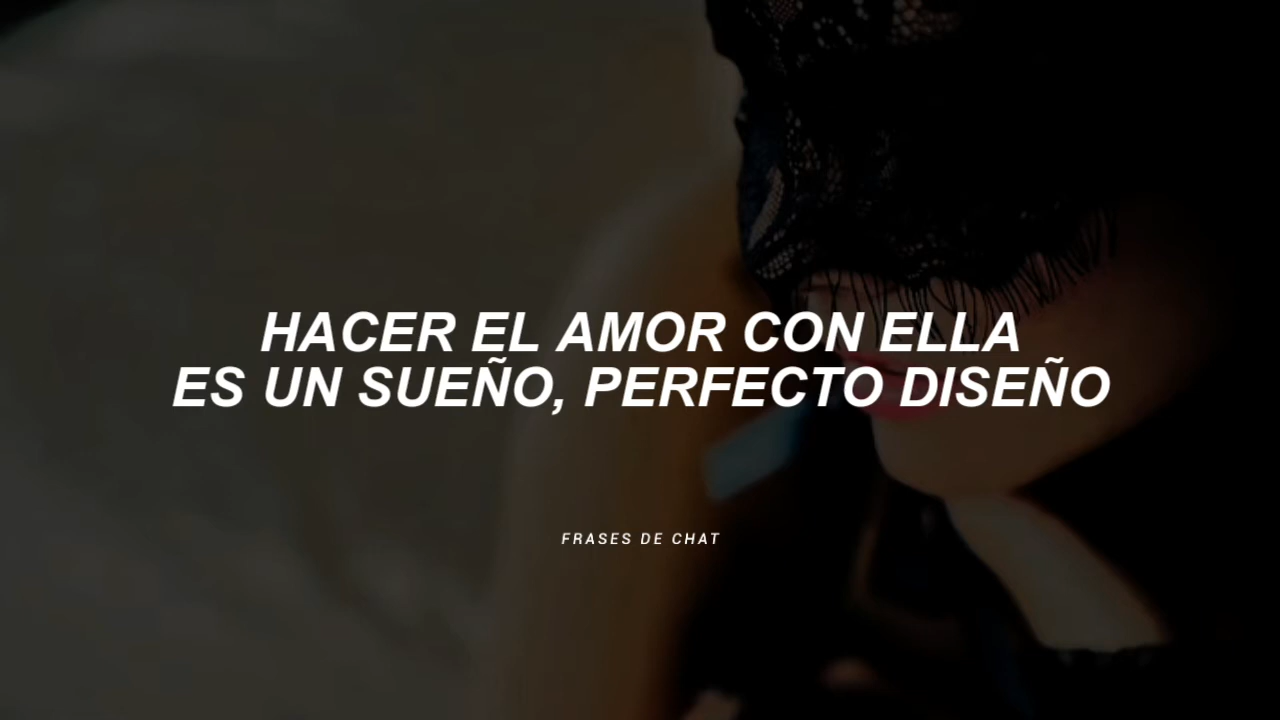 HACER EL AMOR CON ELLA
ES UN SUEÑO, PERFECTO DISEÑO
FRASES DE CHAT